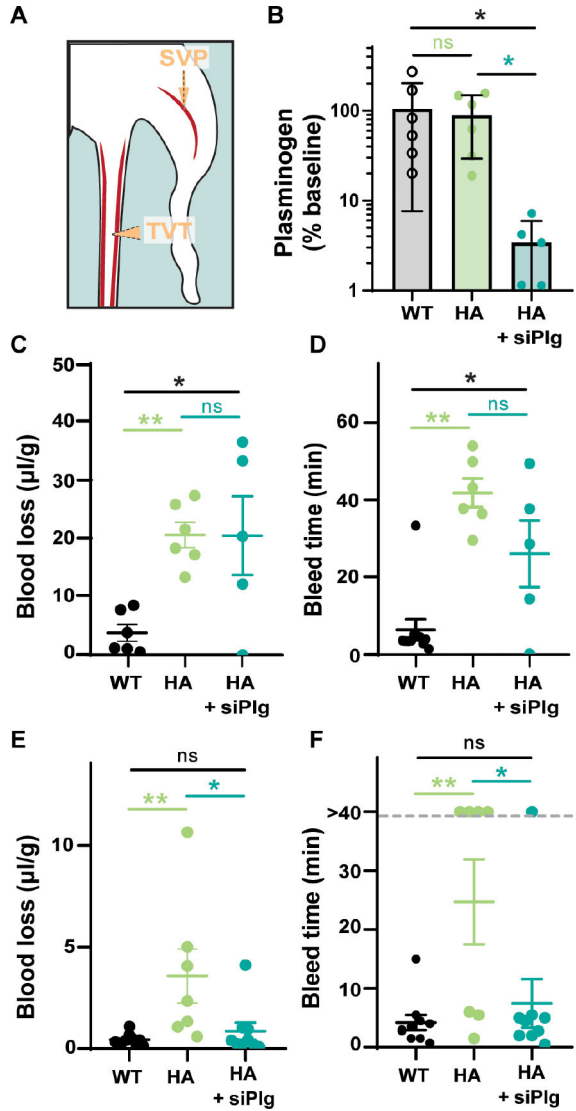 A
SVP
TVT
B
Plasminogen
(% baseline)
100
10
1
*
ns
*
WT
HA
HA
+ siPlg
C
Blood loss (µl/g)
50
40
30
20
10
0
*
**
ns
WT
HA
HA
+ siPlg
D
Bleed time (min)
60
40
20
0
*
**
ns
WT
HA
HA
+ siPlg
E
Blood loss (µl/g)
10
5
0
ns
**
*
WT
HA
HA
+ siPlg
F
Bleed time (min)
>40
30
20
10
0
ns
**
*
WT
HA
HA
+ siPlg